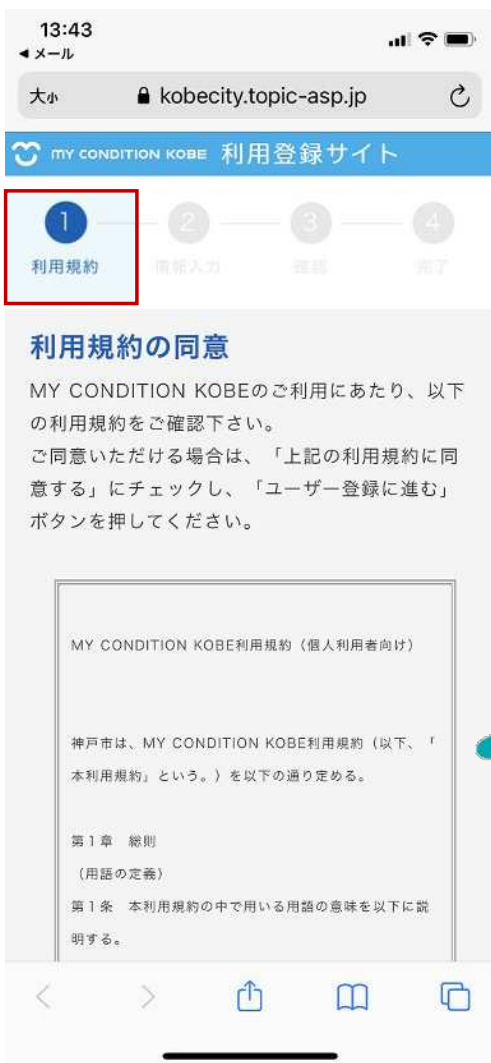 13:43
◀ メール
大小 kobecity.topic-asp.jp
MY CONDITION KOBE 利用登録サイト
1 2 3 4
利用規約 情報入力 確認 完了
利用規約の同意
MY CONDITION KOBEのご利用にあたり、以下
の利用規約をご確認下さい。
ご同意いただける場合は、「上記の利用規約に同
意する」にチェックし、「ユーザー登録に進む」
ボタンを押してください。
MY CONDITION KOBE利用規約（個人利用者向け）
神戸市は、MY CONDITION KOBE利用規約（以下、「
本利用規約」という。）を以下の通り定める。
第1章 総則
（用語の定義）
第1条 本利用規約の中で用いる用語の意味を以下に説
明する。